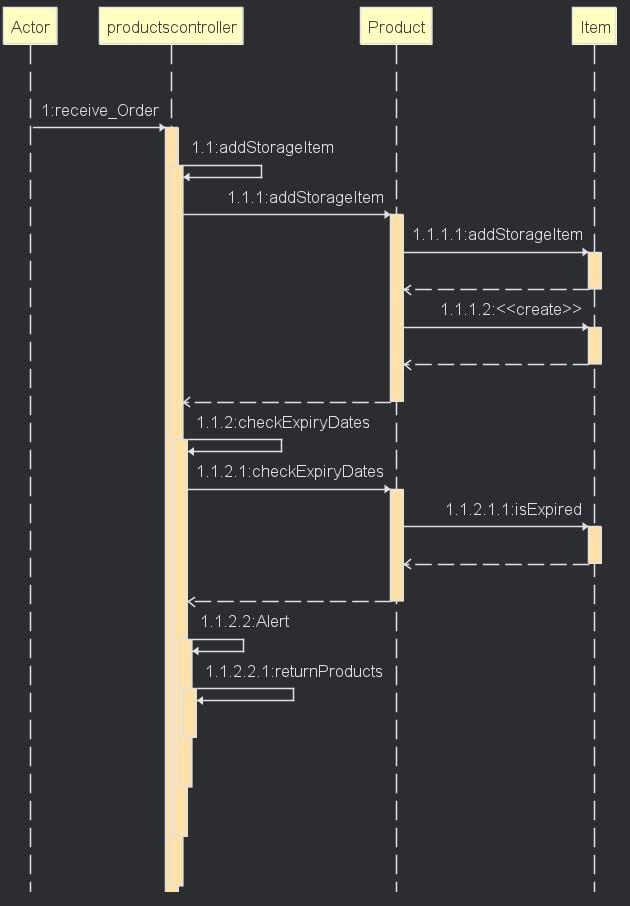 Actor
productscontroller
Product
Item
1:receive_Order
1.1:addStorageItem
1.1.1:addStorageItem
1.1.1.1:addStorageItem
1.1.1.2:<<create>>
1.1.2:checkExpiryDates
1.1.2.1:checkExpiryDates
1.1.2.1.1:isExpired
1.1.2.2:Alert
1.1.2.2.1:returnProducts